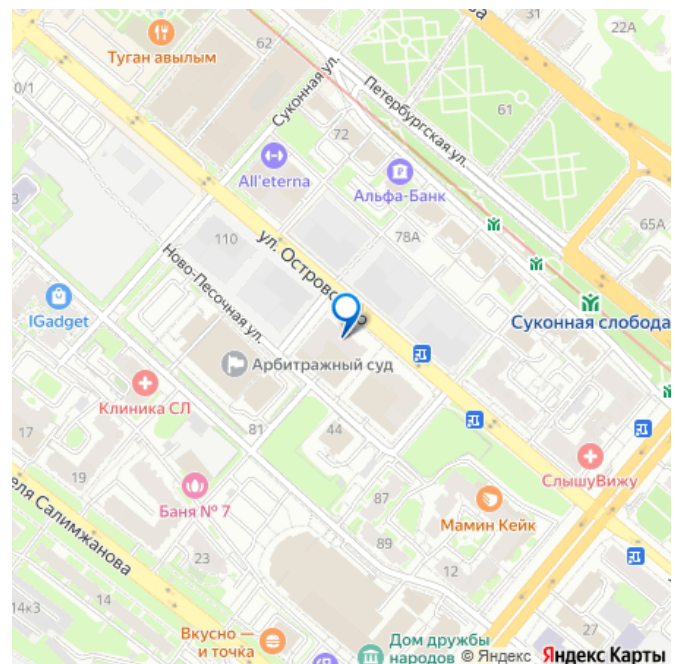 31
22А
ва
Туган авылым
62
Суконная ул.
Петербургская ул.
61
0/1
72
All'eterna
Альфа-Банк
65А
3
110
78А
ул. Островского
Ново-Песочная ул.
IGadget
Суконная слобода
Арбитражный суд
Клиника СЛ
17
81
44
СлышуВижу
19
87
Баня № 7
Мамин Кейк
еля Салимжанова
89
23
12
14к3
14
27
Вкусно —
и точка
Дом дружбы
народов
© Яндекс Яндекс Карты